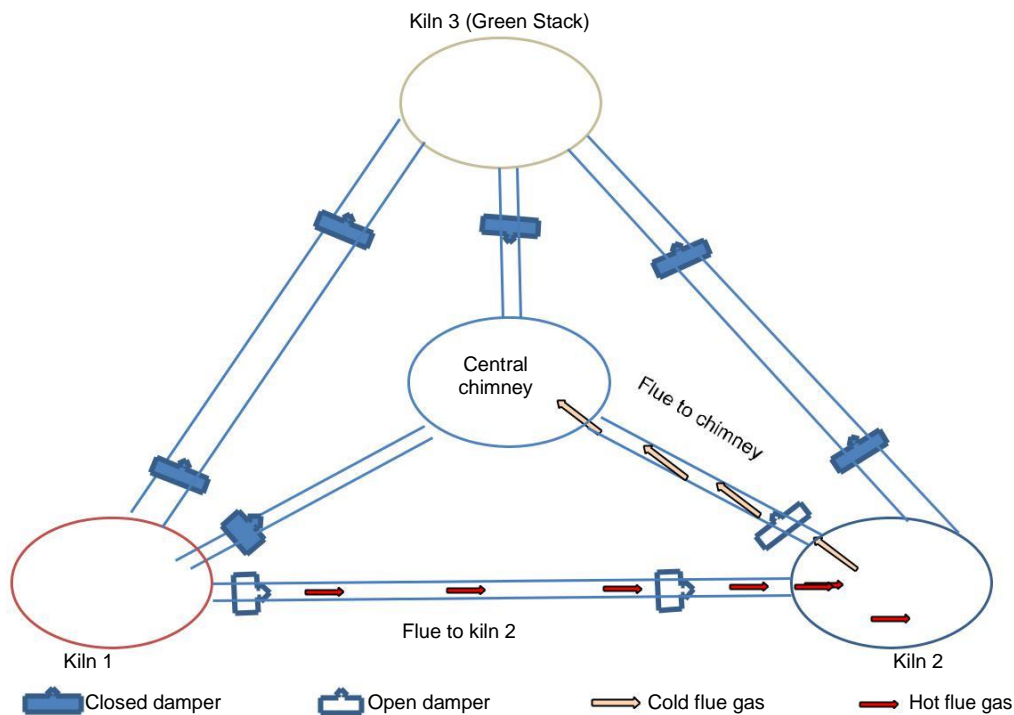 Kiln 3 (Green Stack)
Central
chimney
Flue to chimney
Flue to kiln 2
Kiln 1
Kiln 2
Closed damper
Open damper
Cold flue gas
Hot flue gas